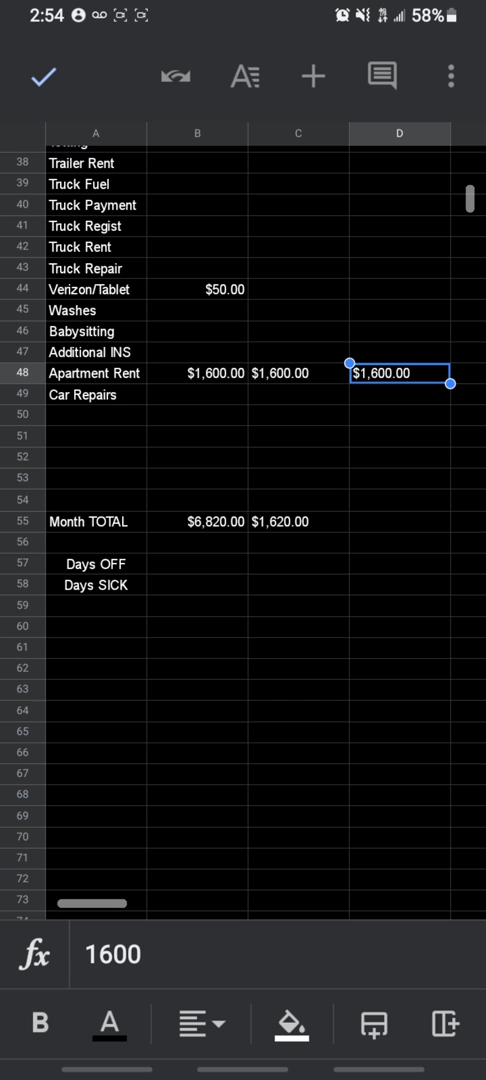 2:54 58%
A B C D
38 Trailer Rent
39 Truck Fuel
40 Truck Payment
41 Truck Regist
42 Truck Rent
43 Truck Repair
44 Verizon/Tablet $50.00
45 Washes
46 Babysitting
47 Additional INS
48 Apartment Rent $1,600.00 $1,600.00 $1,600.00
49 Car Repairs
50
51
52
53
54
55 Month TOTAL $6,820.00 $1,620.00
56
57 Days OFF
58 Days SICK
59
60
61
62
63
64
65
66
67
68
69
70
71
72
73
fx 1600
B A